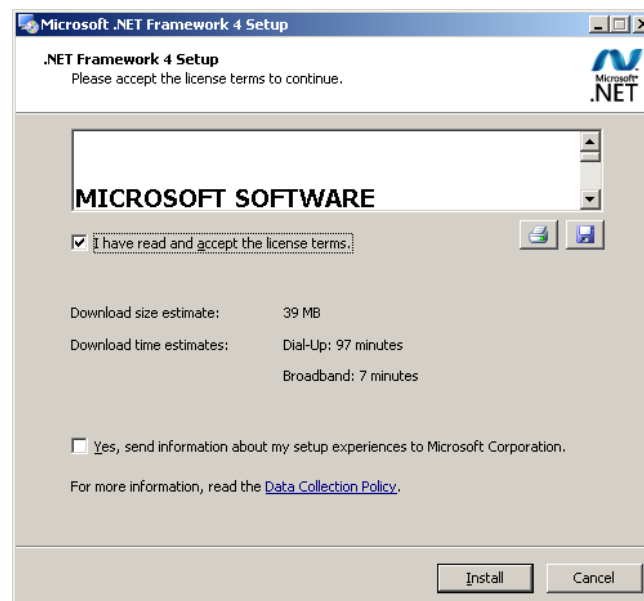 Microsoft .NET Framework 4 Setup
.NET Framework 4 Setup
Please accept the license terms to continue.
Microsoft®
.NET
MICROSOFT SOFTWARE
I have read and accept the license terms.
Download size estimate: 39 MB
Download time estimates: Dial-Up: 97 minutes
Broadband: 7 minutes
Yes, send information about my setup experiences to Microsoft Corporation.
For more information, read the Data Collection Policy.
Install Cancel